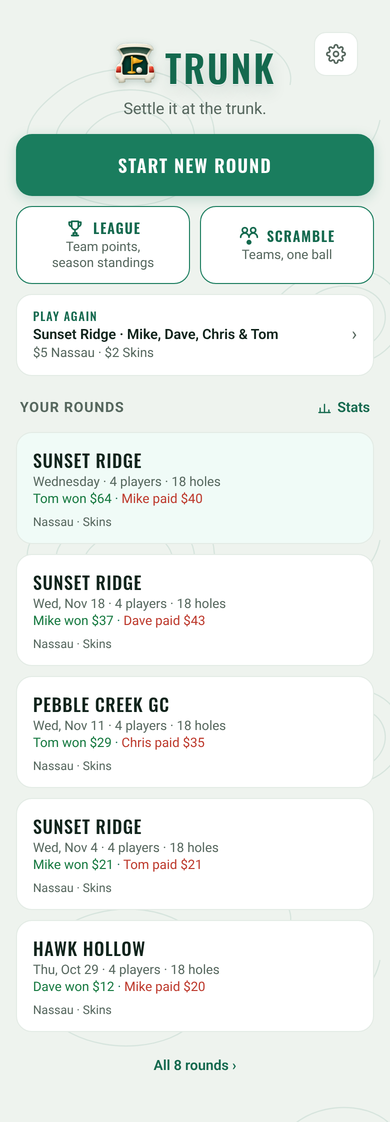 TRUNK
Settle it at the trunk.
START NEW ROUND
LEAGUE
Team points,
season standings
SCRAMBLE
Teams, one ball
PLAY AGAIN
Sunset Ridge · Mike, Dave, Chris & Tom
$5 Nassau · $2 Skins
›
YOUR ROUNDS
Stats
SUNSET RIDGE
Wednesday · 4 players · 18 holes
Tom won $64 · Mike paid $40
Nassau · Skins
SUNSET RIDGE
Wed, Nov 18 · 4 players · 18 holes
Mike won $37 · Dave paid $43
Nassau · Skins
PEBBLE CREEK GC
Wed, Nov 11 · 4 players · 18 holes
Tom won $29 · Chris paid $35
Nassau · Skins
SUNSET RIDGE
Wed, Nov 4 · 4 players · 18 holes
Mike won $21 · Tom paid $21
Nassau · Skins
HAWK HOLLOW
Thu, Oct 29 · 4 players · 18 holes
Dave won $12 · Mike paid $20
Nassau · Skins
All 8 rounds ›